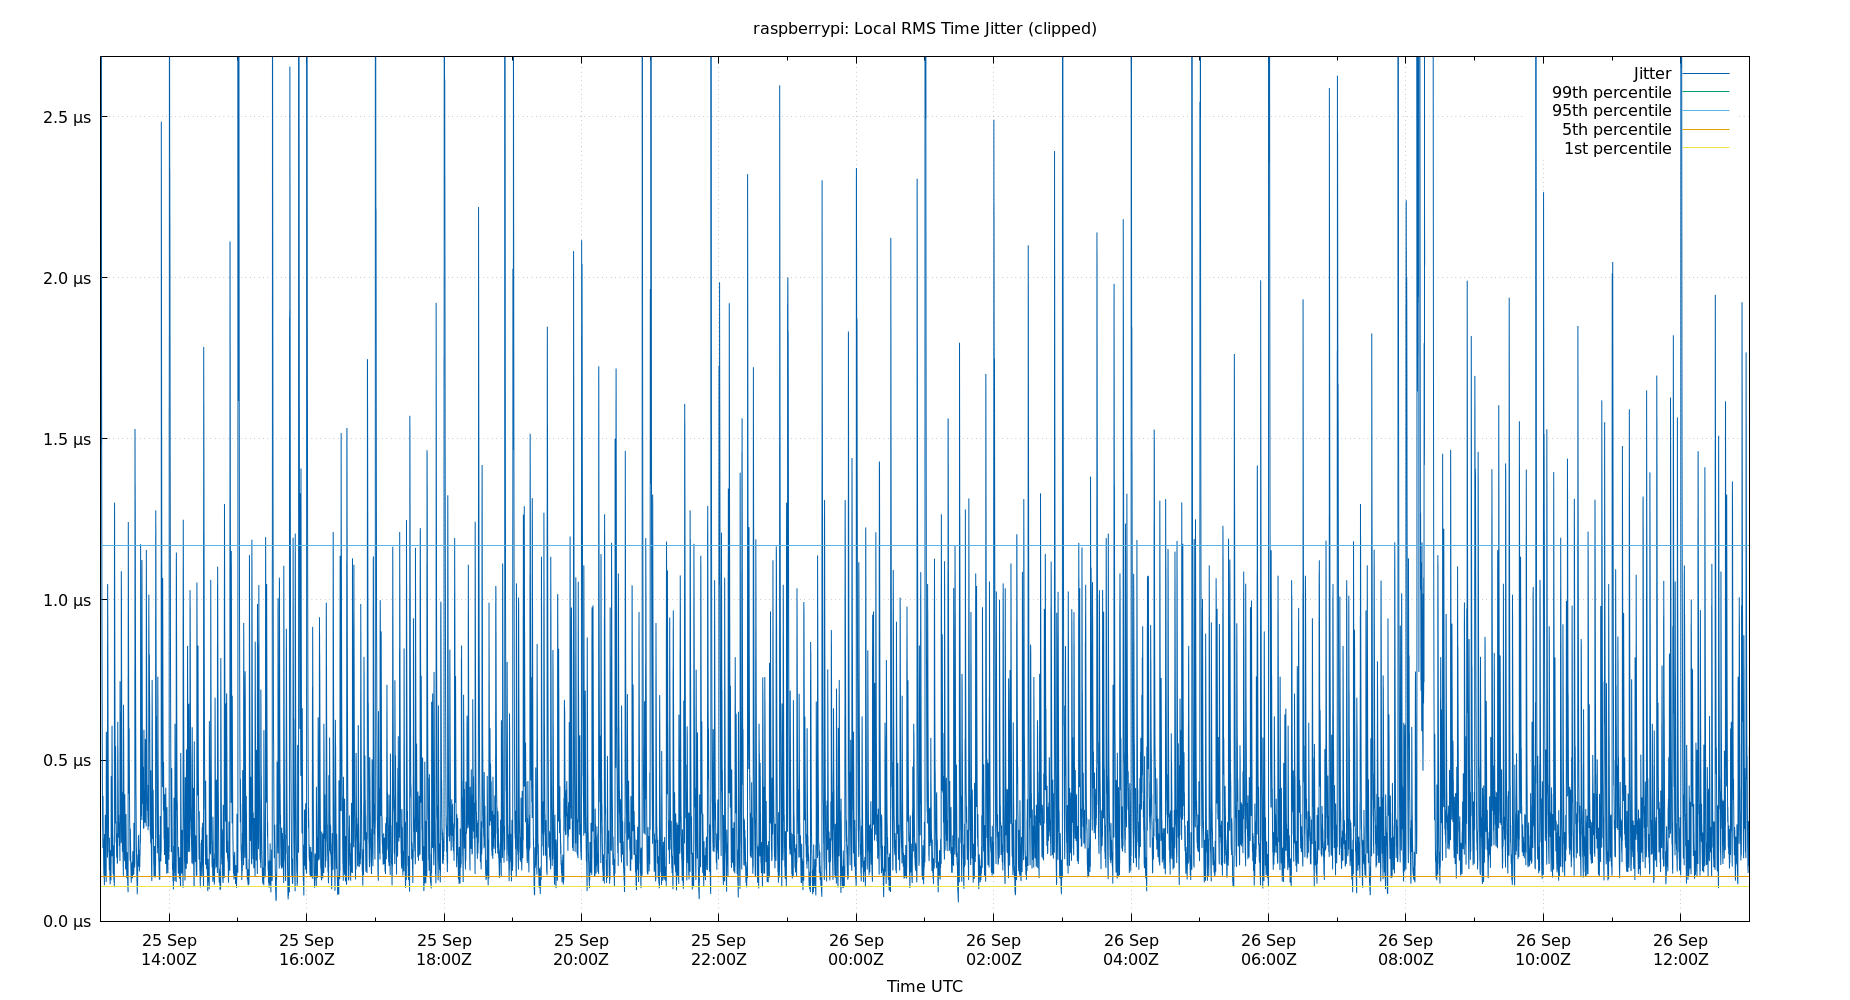 raspberrypi: Local RMS Time Jitter (clipped)
Jitter
99th percentile
95th percentile
5th percentile
1st percentile
2.5 μs
2.0 μs
1.5 μs
1.0 μs
0.5 μs
0.0 μs
25 Sep 25 Sep 25 Sep 25 Sep 25 Sep 26 Sep 26 Sep 26 Sep 26 Sep 26 Sep 26 Sep 26 Sep
14:00Z 16:00Z 18:00Z 20:00Z 22:00Z 00:00Z 02:00Z 04:00Z 06:00Z 08:00Z 10:00Z 12:00Z
Time UTC